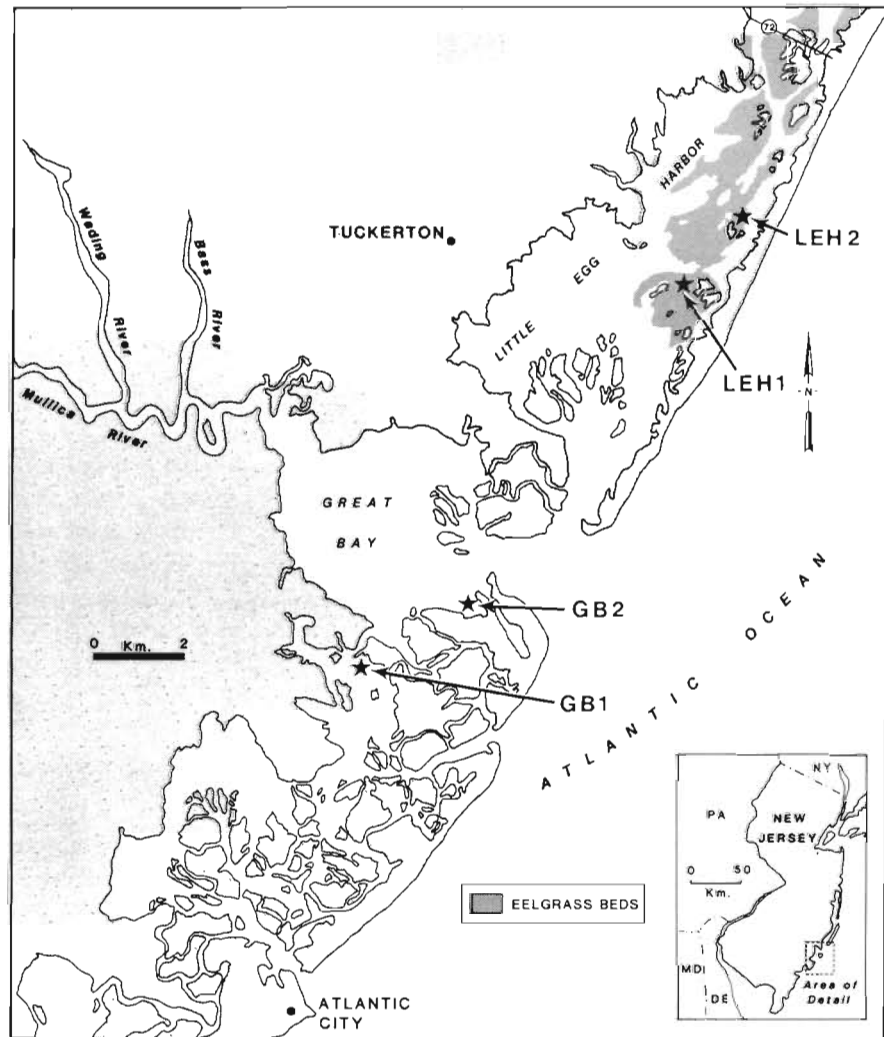 72
HARBOR
EGG
LITTLE
TUCKERTON
LEH2
LEH1
N
Wading
River
Bass
River
Mullica
River
GREAT
BAY
GB2
GB1
0 Km. 2
ATLANTIC OCEAN
EELGRASS BEDS
ATLANTIC
CITY
NY
PA
NEW
JERSEY
0 50
Km.
MD
DE
Area of
Detail